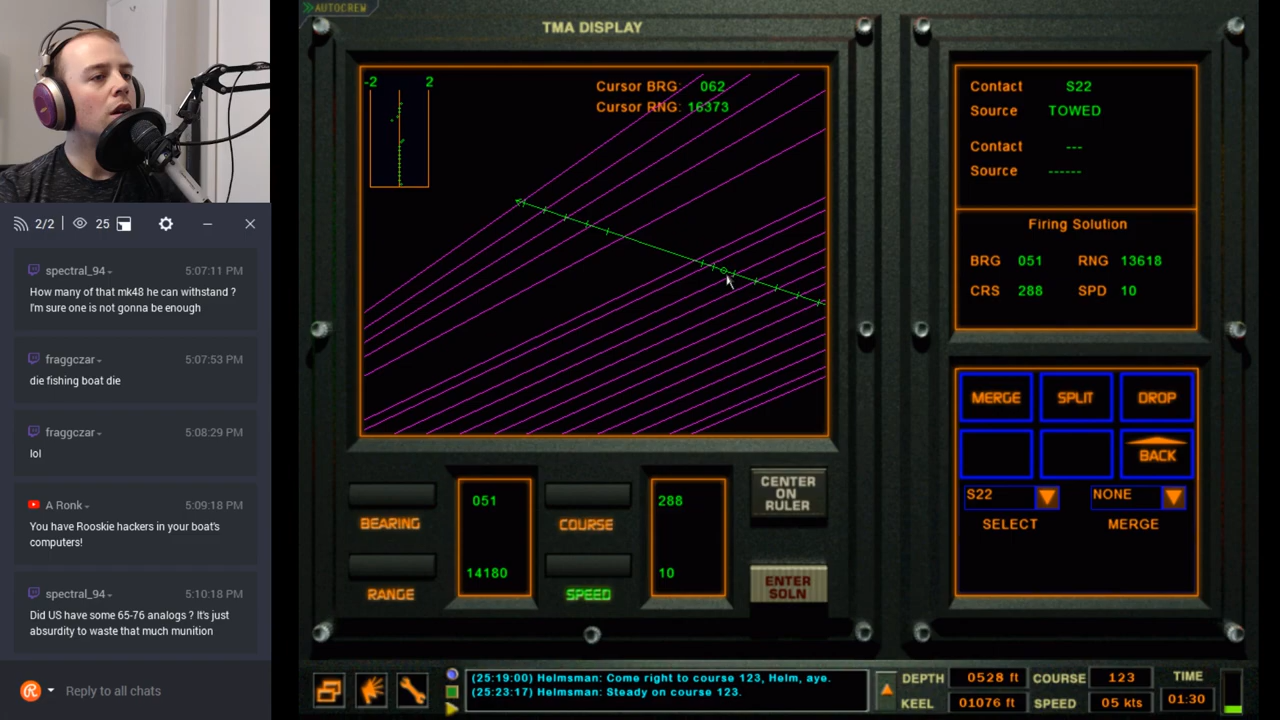 >>AUTOCREW
TMA DISPLAY
-2 2
Cursor BRG: 062
Cursor RNG: 16373
Contact S22
Source TOWED
Contact ---
Source ------
Firing Solution
BRG 051 RNG 13618
CRS 288 SPD 10
MERGE SPLIT DROP
BACK
S22 NONE
SELECT MERGE
BEARING 051
COURSE 288
CENTER
ON
RULER
RANGE 14180
SPEED 10
ENTER
SOLN
(25:19:00) Helmsman: Come right to course 123, Helm, aye.
(25:23:17) Helmsman: Steady on course 123.
DEPTH 0528 ft COURSE 123 TIME
KEEL 01076 ft SPEED 05 kts 01:30
2/2 25
spectral_94 5:07:11 PM
How many of that mk48 he can withstand ?
I'm sure one is not gonna be enough
fraggczar 5:07:53 PM
die fishing boat die
fraggczar 5:08:29 PM
lol
A Ronk 5:09:18 PM
You have Rooskie hackers in your boat's
computers!
spectral_94 5:10:18 PM
Did US have some 65-76 analogs ? It's just
absurdity to waste that much munition
Reply to all chats